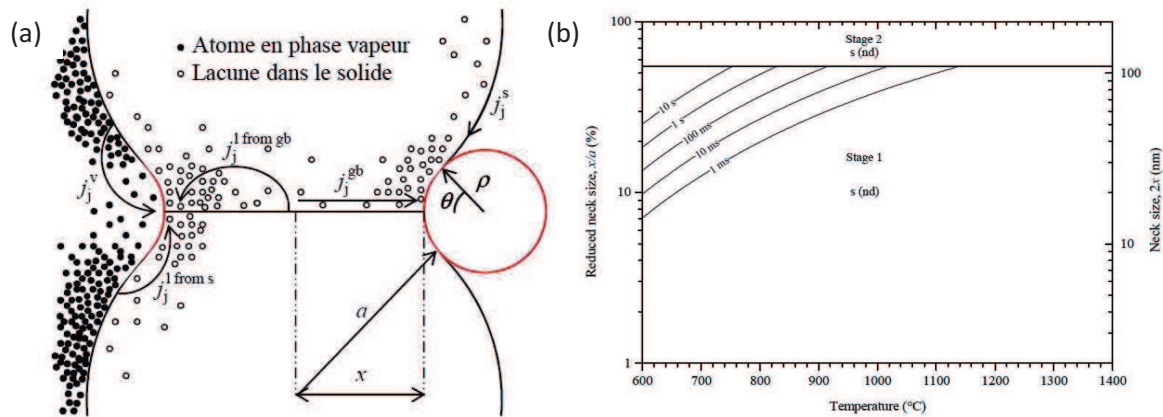 (a)
Atome en phase vapeur
Lacune dans le solide
j_j^s
j_j^l from gb
j_j^gb
j_j^v
ρ
θ
j_j^l from s
a
x
(b)
100
Stage 2
s (nd)
100
10 s
1 s
100 ms
10 ms
1 ms
Stage 1
s (nd)
Reduced neck size, x/a (%)
Neck size, 2x (nm)
10
10
1
600
700
800
900
1000
1100
1200
1300
1400
Temperature (°C)